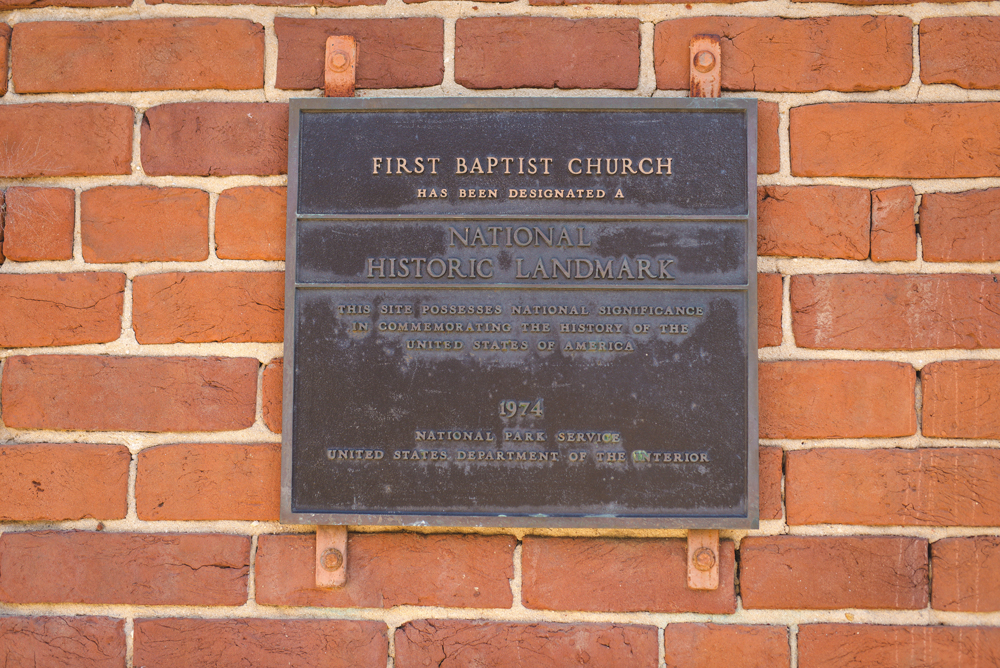 FIRST BAPTIST CHURCH
HAS BEEN DESIGNATED A
NATIONAL
HISTORIC LANDMARK
THIS SITE POSSESSES NATIONAL SIGNIFICANCE
IN COMMEMORATING THE HISTORY OF THE
UNITED STATES OF AMERICA
1974
NATIONAL PARK SERVICE
UNITED STATES DEPARTMENT OF THE INTERIOR